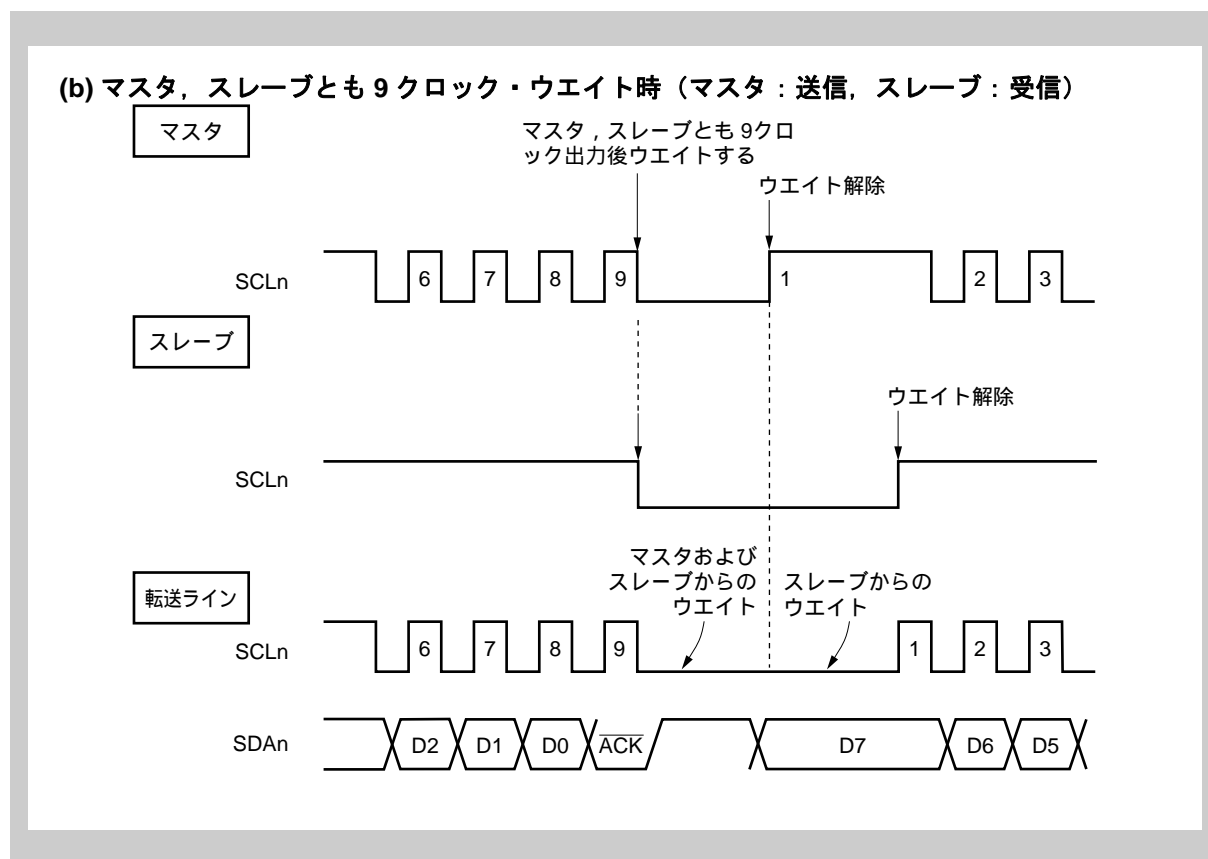 (b) マスタ，スレーブとも 9 クロック・ウエイト時（マスタ：送信，スレーブ：受信）
マスタ
マスタ，スレーブとも 9クロ
ック出力後ウエイトする
ウエイト解除
SCLn 6 7 8 9 1 2 3
スレーブ
ウエイト解除
SCLn
マスタおよび
スレーブからの
ウエイト
スレーブからの
ウエイト
転送ライン
SCLn 6 7 8 9 1 2 3
SDAn D2 D1 D0 ACK D7 D6 D5